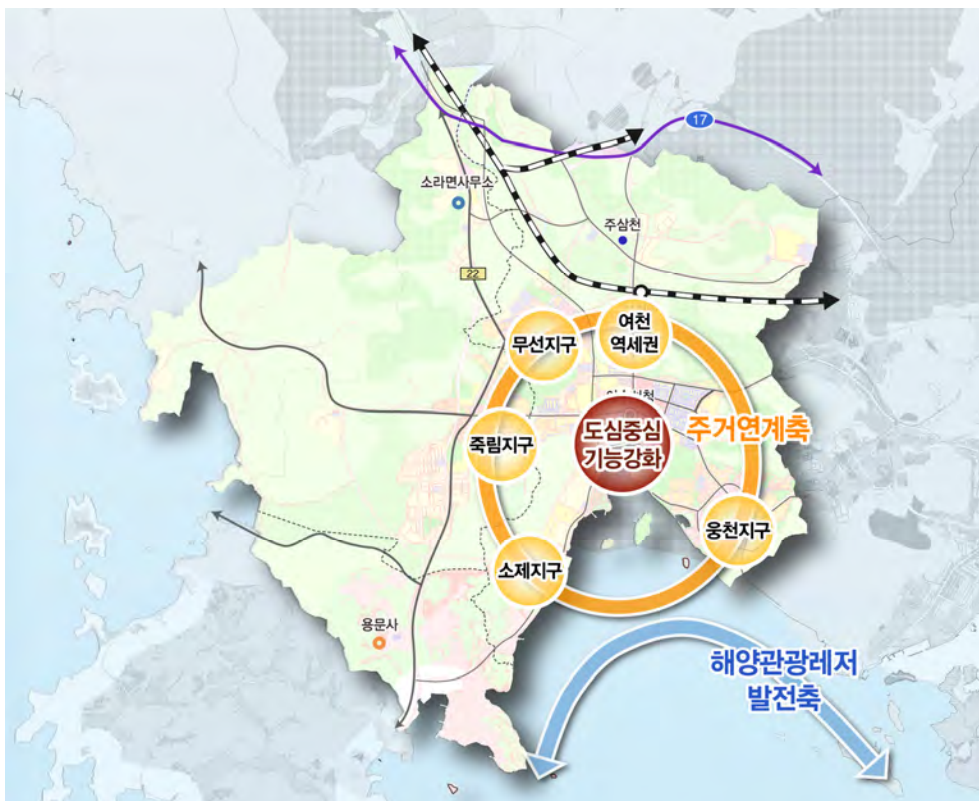 17
소라면사무소
주삼천
22
여천
역세권
무선지구
도심중심
기능강화
주거연계축
죽림지구
웅천지구
소제지구
용문사
해양관광레저
발전축